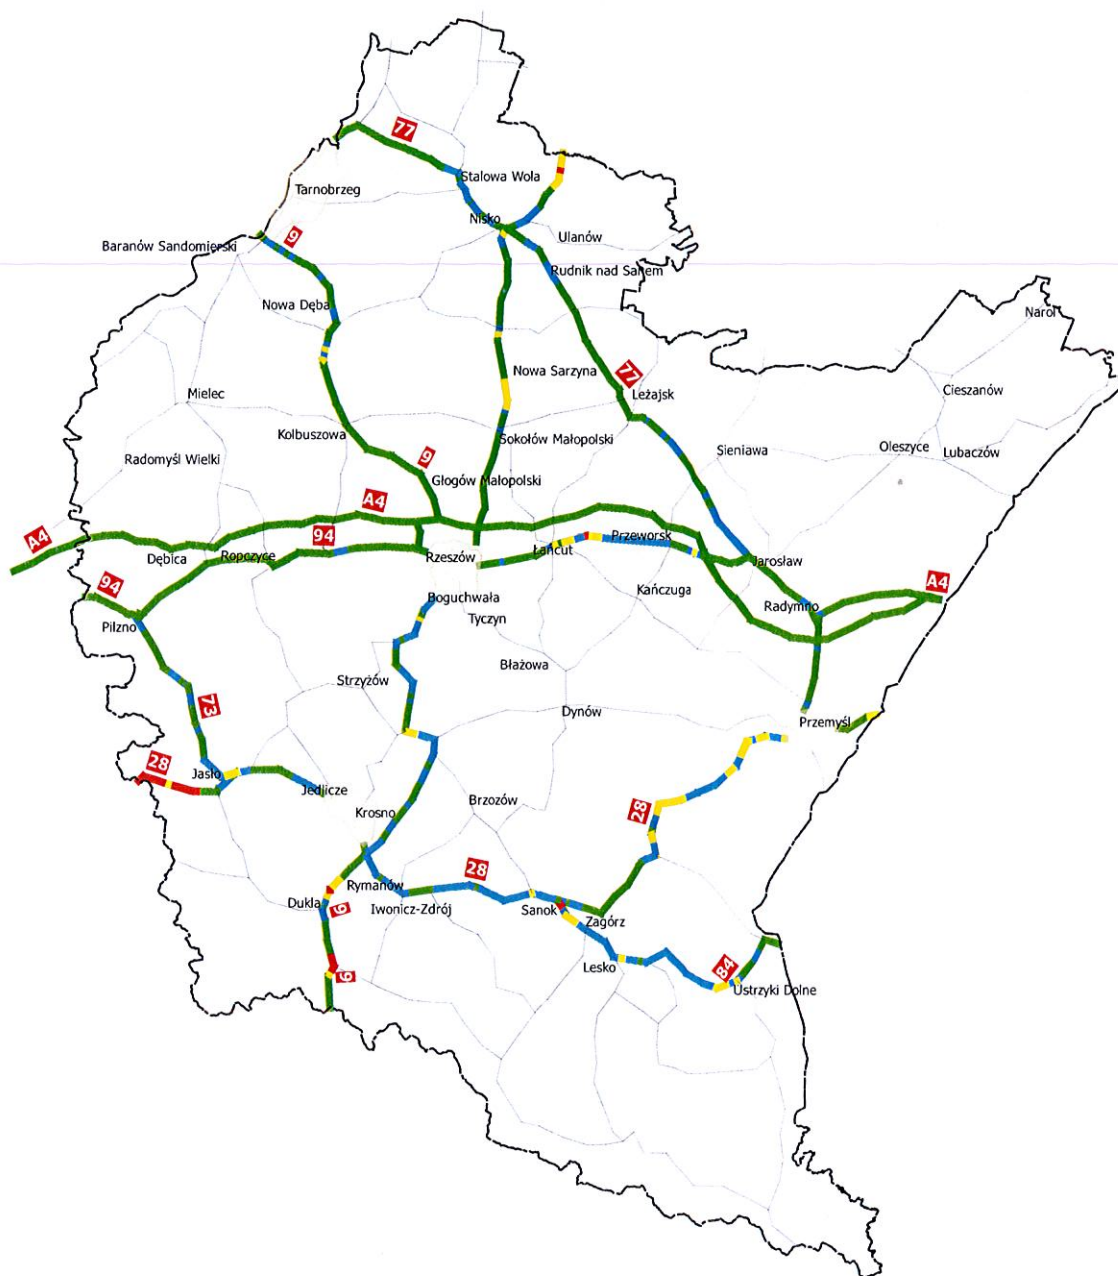 77
Stalowa Wola
Tarnobrzeg
Nisko
9
Ulanów
Baranów Sandomierski
Rudnik nad Sanem
Nowa Dęba
Narol
Nowa Sarzyna
77
Cieszanów
Mielec
Leżajsk
Kolbuszowa
Sokołów Małopolski
Oleszyce
Sieniawa
Lubaczów
Radomyśl Wielki
9
Głogów Małopolski
A4
A4
94
Przeworsk
Dębica
Ropczyce
Rzeszów
Łańcut
Jarosław
94
Kańczuga
A4
Boguchwała
Radymno
Pilzno
Tyczyn
Błażowa
Strzyżów
73
Dynów
Przemyśl
28
Jasło
Jedlicze
Brzozów
Krosno
28
28
Rymanów
Dukla
9
Iwonicz-Zdrój
Sanok
Zagórz
Lesko
84
9
Ustrzyki Dolne